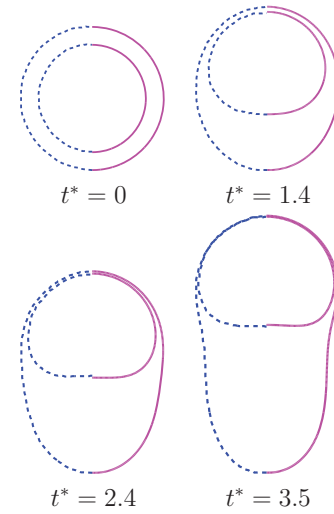 t* = 0
t* = 1.4
t* = 2.4
t* = 3.5